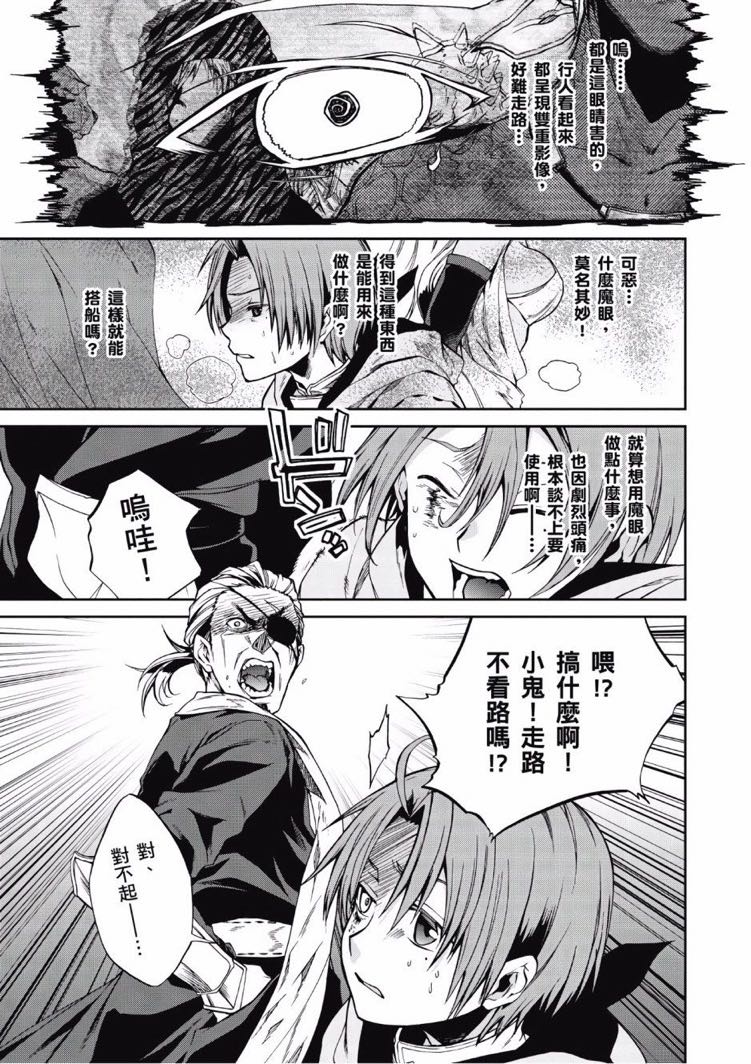 嗚……
都是這眼睛害的，
行人看起來
都呈現雙重影像，
好難走路…
可惡…
什麼魔眼，
莫名其妙！
得到這種東西
是能用來
做什麼啊？
這樣就能
搭船嗎？
就算想用魔眼
做點什麼事，
也因劇烈頭痛，
根本談不上要
使用啊——…
ドンッ
嗚哇！
喂！？
搞什麼啊！
小鬼！走路
不看路嗎！？
對、
對不起——…